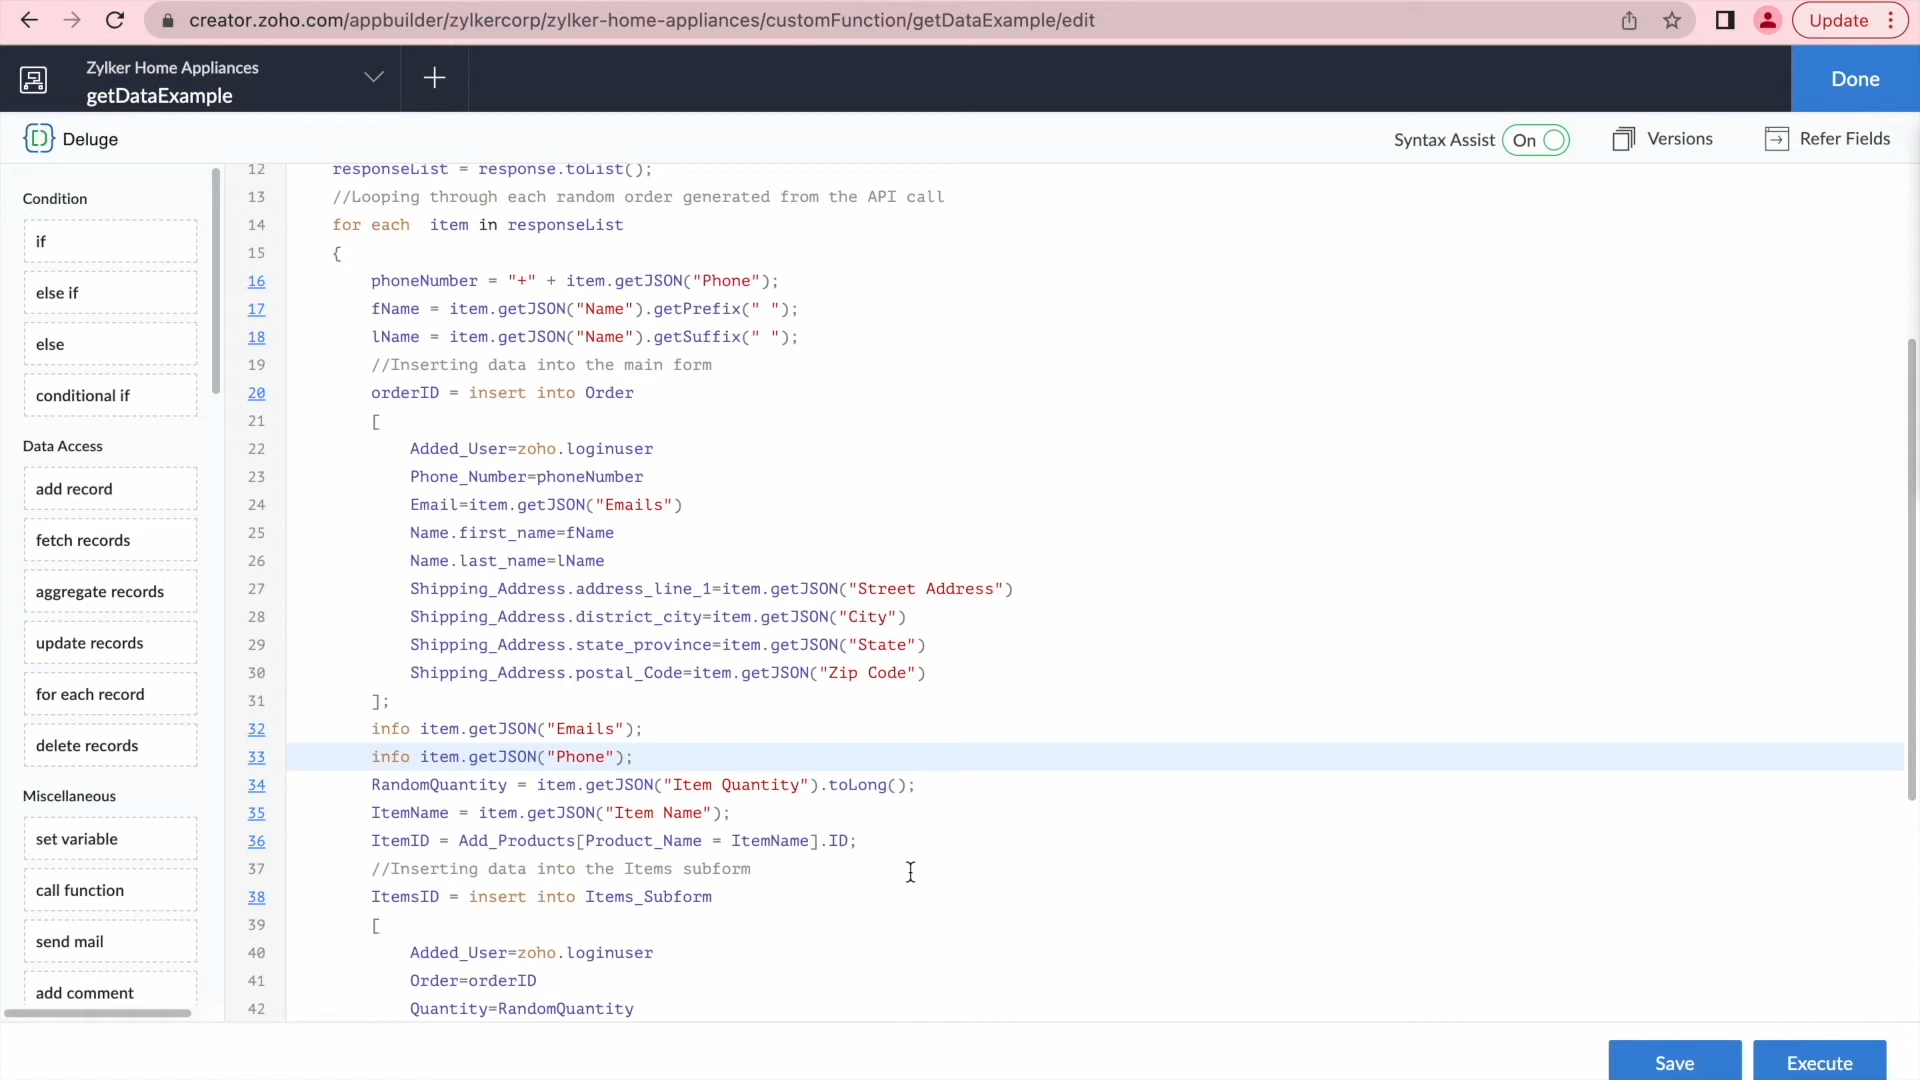 creator.zoho.com/appbuilder/zylkercorp/zylker-home-appliances/customFunction/getDataExample/edit
Update
Zylker Home Appliances
getDataExample
Done
Deluge
Syntax Assist On
Versions
Refer Fields
Condition
if
else if
else
conditional if
Data Access
add record
fetch records
aggregate records
update records
for each record
delete records
Miscellaneous
set variable
call function
send mail
add comment
12 responseList = response.toList();
13 //Looping through each random order generated from the API call
14 for each  item in responseList
15 {
16 phoneNumber = "+" + item.getJSON("Phone");
17 fName = item.getJSON("Name").getPrefix(" ");
18 lName = item.getJSON("Name").getSuffix(" ");
19 //Inserting data into the main form
20 orderID = insert into Order
21 [
22 Added_User=zoho.loginuser
23 Phone_Number=phoneNumber
24 Email=item.getJSON("Emails")
25 Name.first_name=fName
26 Name.last_name=lName
27 Shipping_Address.address_line_1=item.getJSON("Street Address")
28 Shipping_Address.district_city=item.getJSON("City")
29 Shipping_Address.state_province=item.getJSON("State")
30 Shipping_Address.postal_Code=item.getJSON("Zip Code")
31 ];
32 info item.getJSON("Emails");
33 info item.getJSON("Phone");
34 RandomQuantity = item.getJSON("Item Quantity").toLong();
35 ItemName = item.getJSON("Item Name");
36 ItemID = Add_Products[Product_Name = ItemName].ID;
37 //Inserting data into the Items subform
38 ItemsID = insert into Items_Subform
39 [
40 Added_User=zoho.loginuser
41 Order=orderID
42 Quantity=RandomQuantity
Save
Execute